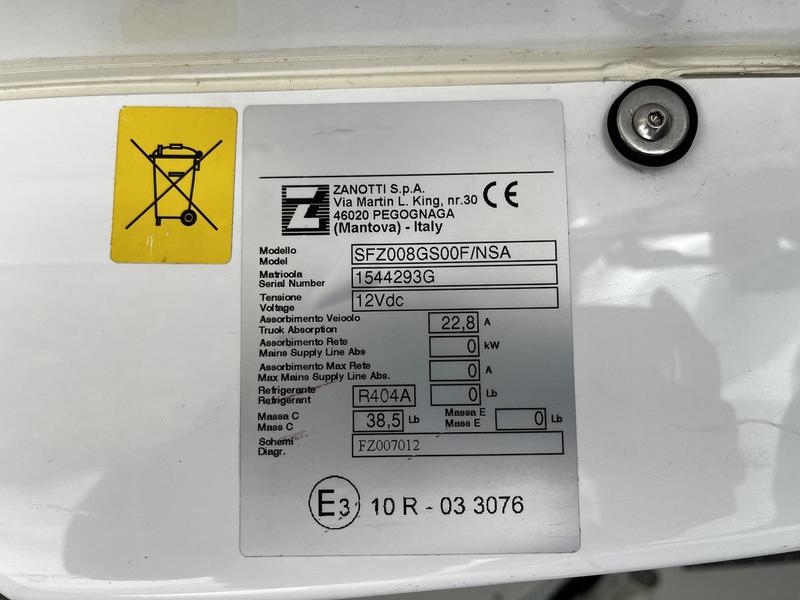 ZANOTTI S.p.A.
Via Martin L. King, nr.30 CE
46020 PEGOGNAGA
(Mantova) - Italy
Modello
Model SFZ008GS00F/NSA
Matricola
Serial Number 1544293G
Tensione
Voltage 12Vdc
Assorbimento Veicolo
Truck Absorption 22,8 A
Assorbimento Rete
Mains Supply Line Abs 0 kW
Assorbimento Max Rete
Max Mains Supply Line Abs. 0 A
Refrigerante
Refrigerant R404A 0 Lb
Massa C
Mass C 38,5 Lb
Massa E
Mass E 0 Lb
Schemi
Diagr. FZ007012
E3 10 R - 03 3076